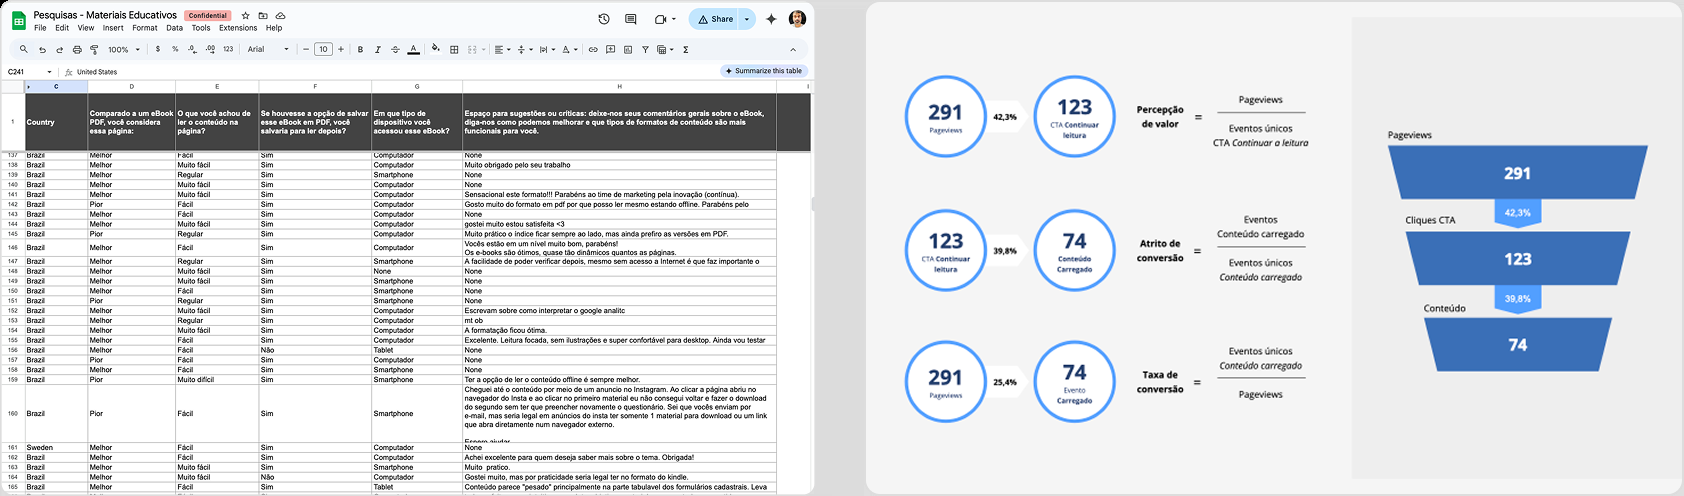 Pesquisas - Materiais Educativos
Confidential
File Edit View Insert Format Data Tools Extensions Help
Share
100% $ % .0 .00 123 Arial 10 B I S A
C241 fx United States
Summarize this table
C D E F G H I
1 Country Comparado a um eBook PDF, você considera essa página: O que você achou de ler o conteúdo na página? Se houvesse a opção de salvar esse eBook em PDF, você salvaria para ler depois? Em que tipo de dispositivo você acessou esse eBook? Espaço para sugestões ou críticas: deixe-nos seus comentários gerais sobre o eBook, diga-nos como podemos melhorar e que tipos de formatos de conteúdo são mais funcionais para você.
137 Brazil Melhor Fácil Sim Computador None
138 Brazil Melhor Muito fácil Sim Computador Muito obrigado pelo seu trabalho
139 Brazil Melhor Regular Sim Smartphone None
140 Brazil Melhor Muito fácil Sim Computador None
141 Brazil Melhor Muito fácil Sim Computador Sensacional este formato!!! Parabéns ao time de marketing pela inovação (contínua).
142 Brazil Pior Fácil Sim Computador Gosto muito do formato em pdf por que posso ler mesmo estando offline. Parabéns pelo
143 Brazil Melhor Fácil Sim Computador None
144 Brazil Melhor Muito fácil Sim Computador gostei muito estou satisfeita <3
145 Brazil Pior Regular Sim Computador Muito prático o índice ficar sempre ao lado, mas ainda prefiro as versões em PDF.
146 Brazil Melhor Fácil Sim Computador Vocês estão em um nível muito bom, parabéns!
Os e-books são ótimos, quase tão dinâmicos quantos as páginas.
147 Brazil Melhor Regular Sim Smartphone A facilidade de poder verificar depois, mesmo sem acesso a Internet é que faz importante o
148 Brazil Melhor Muito fácil Sim None None
149 Brazil Melhor Muito fácil Sim Smartphone None
150 Brazil Melhor Fácil Sim Computador None
151 Brazil Pior Regular Sim Smartphone None
152 Brazil Melhor Muito fácil Sim Computador Escrevam sobre como interpretar o google analitc
153 Brazil Melhor Regular Sim Computador mt ob
154 Brazil Melhor Muito fácil Sim Computador A formatação ficou ótima.
155 Brazil Melhor Fácil Sim Computador Excelente. Leitura focada, sem ilustrações e super confortável para desktop. Ainda vou testar
156 Brazil Melhor Fácil Não Tablet None
157 Brazil Pior Fácil Sim Computador None
158 Brazil Melhor Fácil Sim Smartphone None
159 Brazil Pior Muito difícil Sim Smartphone Ter a opção de ler o conteúdo offline é sempre melhor.
160 Brazil Pior Fácil Sim Smartphone Cheguei até o conteúdo por meio de um anuncio no Instagram. Ao clicar a página abriu no
navegador do Insta e ao clicar no primeiro material eu não consegui voltar e fazer o download
do segundo sem ter que preencher novamente o questionário. Sei que vocês enviam por
e-mail, mas seria legal em anúncios do insta ter somente 1 material para download ou um link
que abra diretamente num navegador externo.
Espero ajudar
161 Sweden Melhor Fácil Sim Computador None
162 Brazil Melhor Fácil Sim Computador Achei excelente para quem deseja saber mais sobre o tema. Obrigada!
163 Brazil Melhor Muito fácil Sim Smartphone Muito pratico.
164 Brazil Melhor Muito fácil Não Computador Gostei muito, mas por praticidade seria legal ter no formato do kindle.
165 Brazil Melhor Fácil Sim Tablet Conteúdo parece "pesado" principalmente na parte tabulavel dos formulários cadastrais. Leva
291
Pageviews
42,3%
123
CTA Continuar
leitura
Percepção
de valor
=
Pageviews
Eventos únicos
CTA Continuar a leitura
123
CTA Continuar
leitura
39,8%
74
Conteúdo
Carregado
Atrito de
conversão
=
Eventos
Conteúdo carregado
Eventos únicos
Conteúdo carregado
291
Pageviews
25,4%
74
Evento
Carregado
Taxa de
conversão
=
Eventos únicos
Conteúdo carregado
Pageviews
Pageviews
291
42,3%
Cliques CTA
123
39,8%
Conteúdo
74